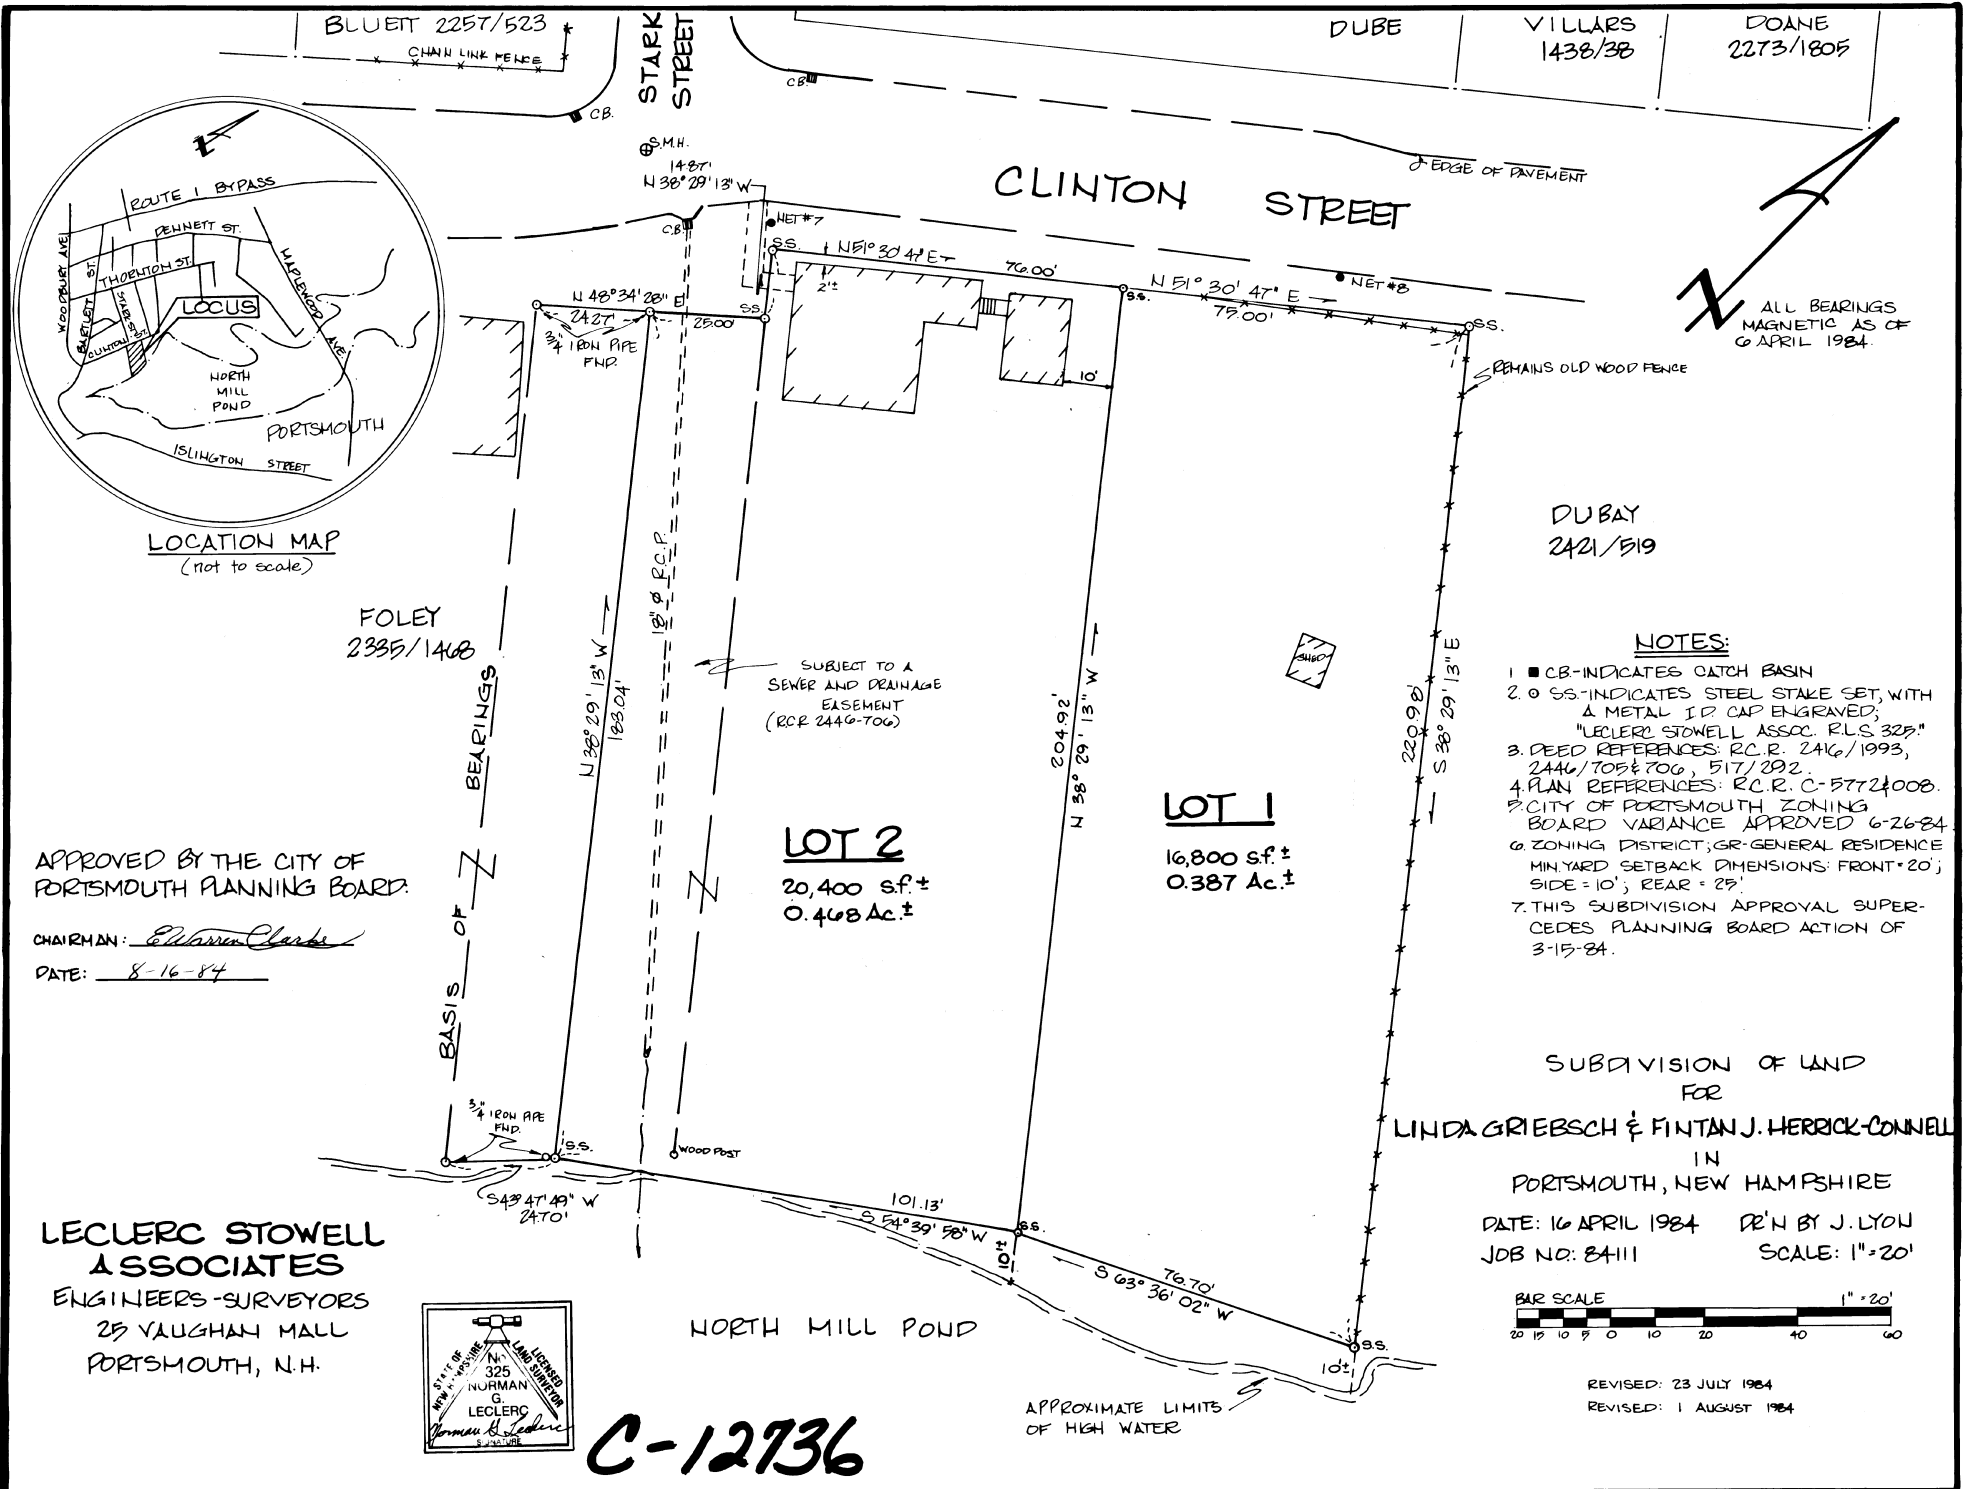 BLUETT 2257/523
CHAIN LINK FENCE
STARK
STREET
DUBE
VILLARS
1438/38
DOANE
2273/1805
C.B.
C.B.
S.M.H.
14.87'
N 38° 29' 13" W
EDGE OF PAVEMENT
CLINTON STREET
C.B.
NET #7
S.S.
N 51° 30' 47" E
76.00'
2'±
S.S.
N 51° 30' 47" E
75.00'
NET #8
S.S.
N 48° 34' 28" E
24.27'
25.00'
S.S.
3/4" IRON PIPE
FND.
10'
REMAINS OLD WOOD FENCE
ALL BEARINGS
MAGNETIC AS OF
6 APRIL 1984.
N
ROUTE 1 BYPASS
DENNETT ST.
WOODBURY AVE.
BARTLETT ST.
THORNTON ST.
STARK ST.
MAPLEWOOD AVE.
LOCUS
CLINTON ST.
NORTH
MILL
POND
PORTSMOUTH
ISLINGTON STREET
LOCATION MAP
(not to scale)
FOLEY
2335/1468
DUBAY
2421/519
BASIS OF BEARINGS
N 38° 29' 13" W
183.04'
18" Ø R.C.P.
SUBJECT TO A
SEWER AND DRAINAGE
EASEMENT
(R.C.R. 2446-706)
204.92'
N 38° 29' 13" W
SHED
220.98'
S 38° 29' 13" E
LOT 2
20,400 s.f. ±
0.468 Ac. ±
LOT 1
16,800 s.f. ±
0.387 Ac. ±
NOTES:
1 ■ C.B.-INDICATES CATCH BASIN
2. ⊙ S.S.-INDICATES STEEL STAKE SET, WITH
A METAL I.D. CAP ENGRAVED;
"LECLERC STOWELL ASSOC. R.L.S 325."
3. DEED REFERENCES: R.C.R. 2416/1993,
2446/705 & 706, 517/292.
4. PLAN REFERENCES: R.C.R. C-5772 & 008.
5. CITY OF PORTSMOUTH ZONING
BOARD VARIANCE APPROVED 6-26-84.
6. ZONING DISTRICT; GR-GENERAL RESIDENCE
MIN. YARD SETBACK DIMENSIONS: FRONT = 20';
SIDE = 10'; REAR = 25'.
7. THIS SUBDIVISION APPROVAL SUPER-
CEDES PLANNING BOARD ACTION OF
3-15-84.
APPROVED BY THE CITY OF
PORTSMOUTH PLANNING BOARD:
CHAIRMAN: E Warren Clarke
DATE: 8-16-84
3/4" IRON PIPE
FND.
S.S.
WOOD POST
S 43° 47' 49" W
24.70'
101.13'
S 54° 39' 58" W
S.S.
10'±
76.70'
S 63° 36' 02" W
S.S.
10'±
SUBDIVISION OF LAND
FOR
LINDA GRIEBSCH & FINTAN J. HERRICK-CONNELL
IN
PORTSMOUTH, NEW HAMPSHIRE
DATE: 16 APRIL 1984 DR'N BY J. LYON
JOB NO.: 84111 SCALE: 1"=20'
BAR SCALE 1"=20'
20 15 10 5 0 10 20 40 60
REVISED: 23 JULY 1984
REVISED: 1 AUGUST 1984
LECLERC STOWELL
ASSOCIATES
ENGINEERS-SURVEYORS
25 VAUGHAN MALL
PORTSMOUTH, N.H.
STATE OF
NEW HAMPSHIRE
LICENSED
LAND SURVEYOR
No
325
NORMAN
G.
LECLERC
Norman G. Leclerc
SIGNATURE
NORTH MILL POND
APPROXIMATE LIMITS
OF HIGH WATER
C-12736